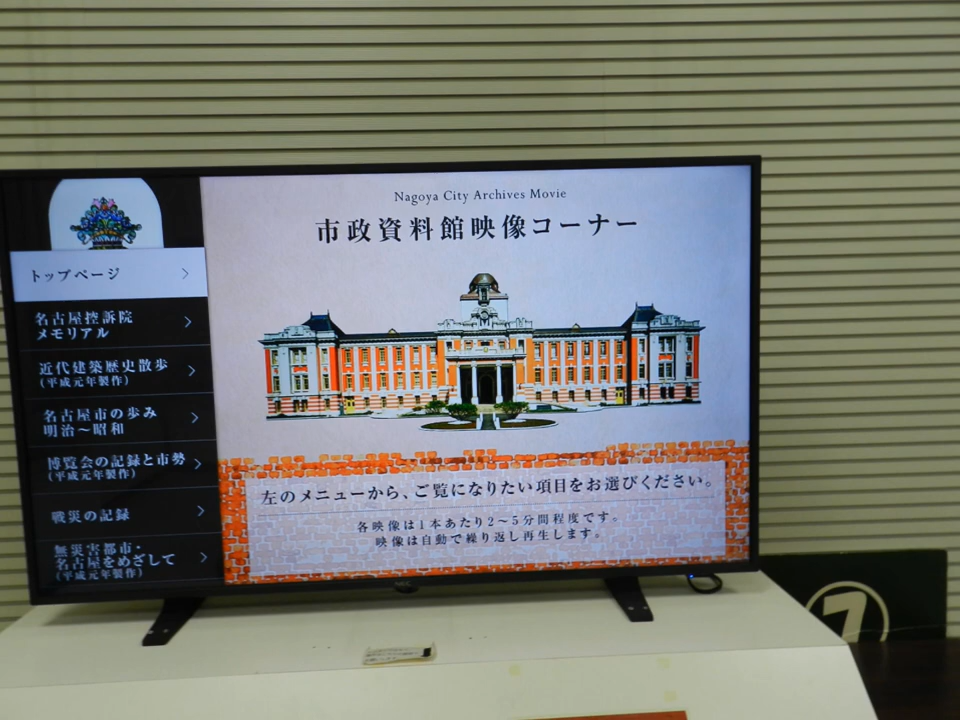 Nagoya City Archives Movie
市政資料館映像コーナー
トップページ
名古屋控訴院
メモリアル
近代建築歴史散歩
(平成元年製作)
名古屋市の歩み
明治～昭和
博覧会の記録と市勢
(平成元年製作)
戦災の記録
無災害都市・
名古屋をめざして
(平成元年製作)
左のメニューから、ご覧になりたい項目をお選びください。
各映像は1本あたり2～5分間程度です。
映像は自動で繰り返し再生します。
NEC
7